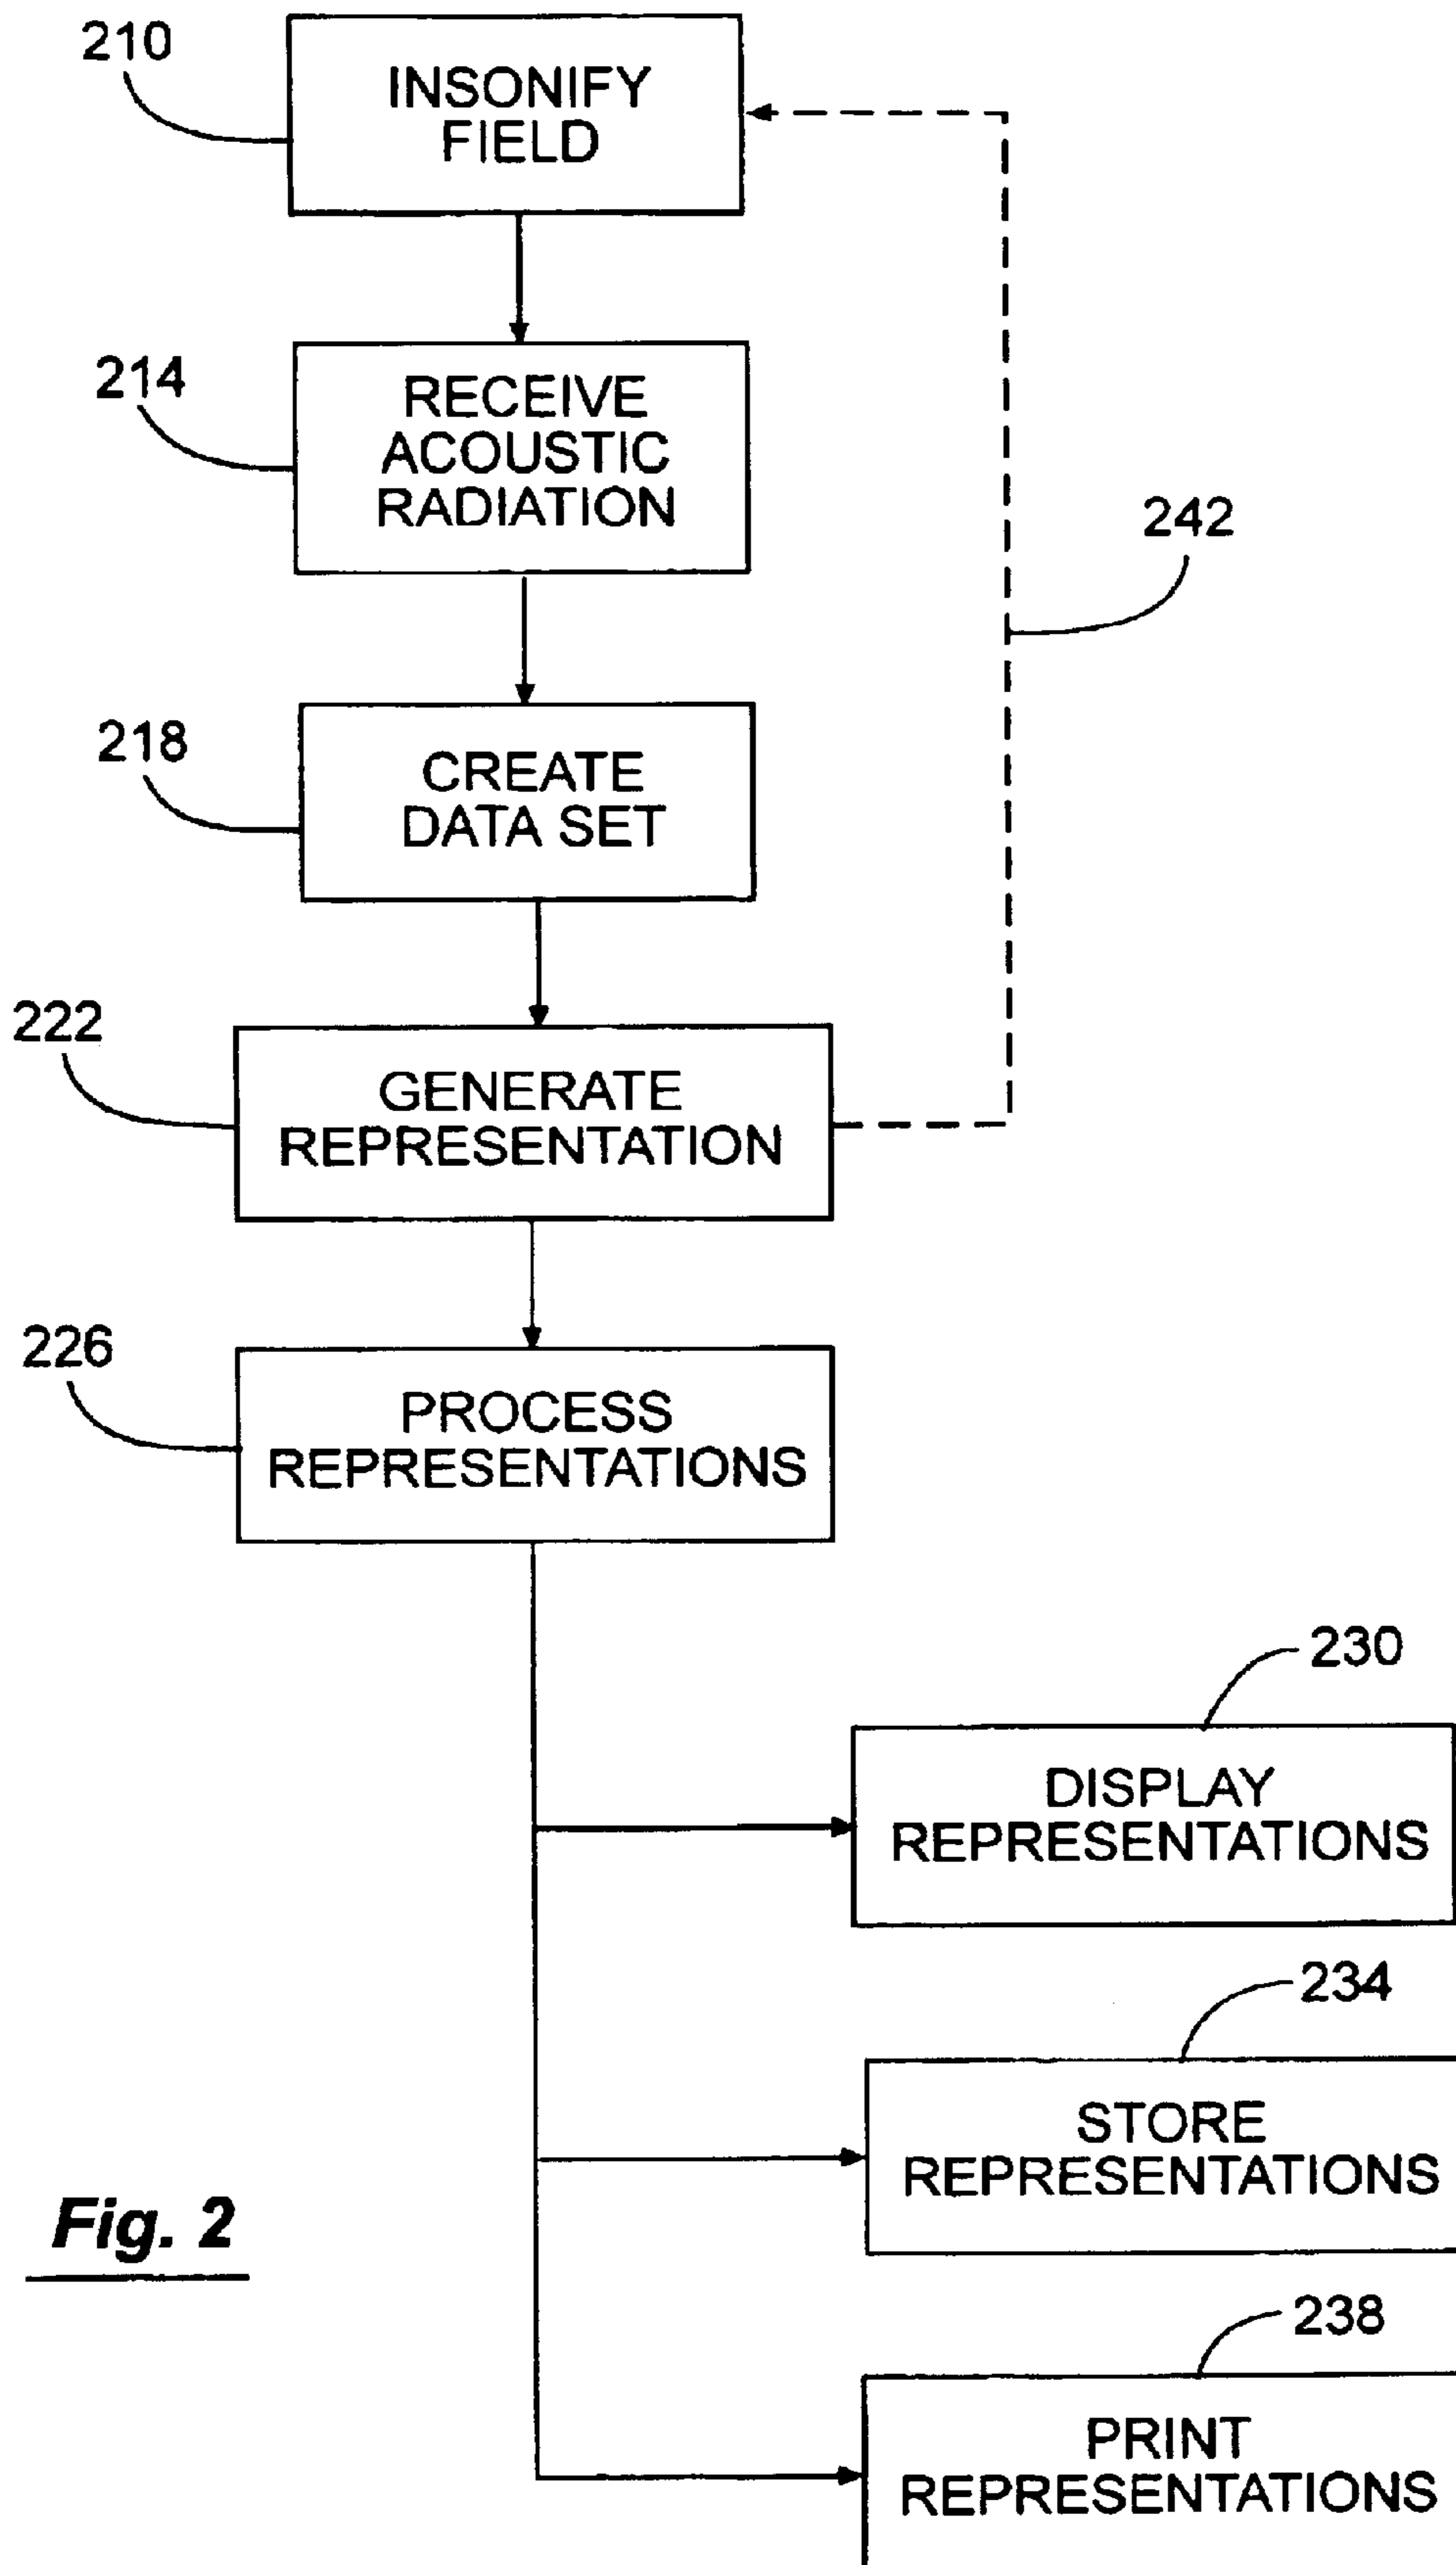 210
INSONIFY
FIELD
214
RECEIVE
ACOUSTIC
RADIATION
242
218
CREATE
DATA SET
222
GENERATE
REPRESENTATION
226
PROCESS
REPRESENTATIONS
230
DISPLAY
REPRESENTATIONS
234
STORE
REPRESENTATIONS
Fig. 2
238
PRINT
REPRESENTATIONS